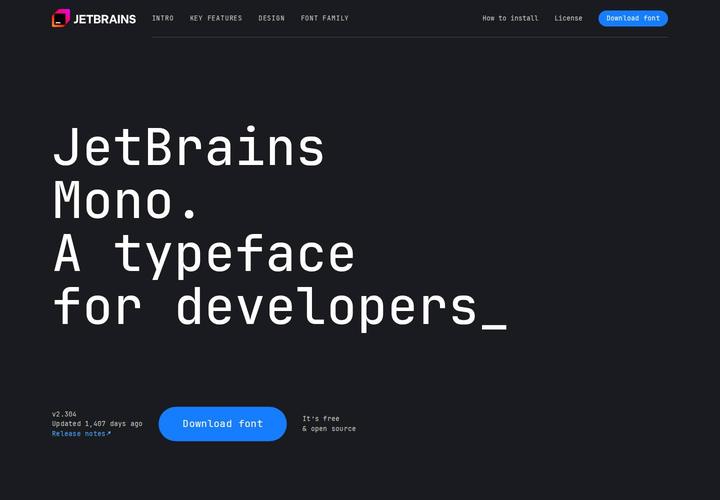 JETBRAINS
INTRO
KEY FEATURES
DESIGN
FONT FAMILY
How to install
License
Download font
JetBrains
Mono.
A typeface
for developers_
v2.304
Updated 1,407 days ago
Release notes↗
Download font
It's free
& open source